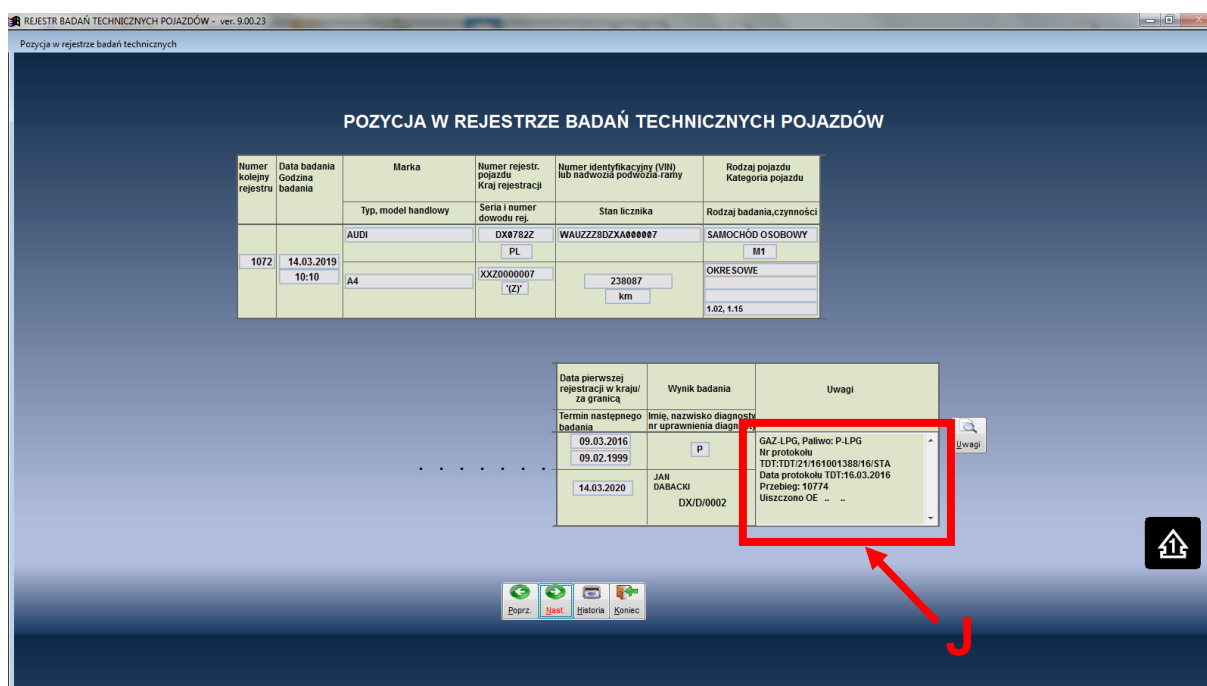 REJESTR BADAŃ TECHNICZNYCH POJAZDÓW - ver. 9.00.23
Pozycja w rejestrze badań technicznych
POZYCJA W REJESTRZE BADAŃ TECHNICZNYCH POJAZDÓW
Numer kolejny rejestru
Data badania Godzina badania
Marka
Numer rejestr. pojazdu Kraj rejestracji
Numer identyfikacyjny (VIN) lub nadwozia podwozia-ramy
Rodzaj pojazdu Kategoria pojazdu
Typ, model handlowy
Seria i numer dowodu rej.
Stan licznika
Rodzaj badania,czynności
1072
14.03.2019
10:10
AUDI
DX0782Z
PL
WAUZZZ8DZXA000007
SAMOCHÓD OSOBOWY
M1
A4
XXZ0000007
'(Z)'
238087
km
OKRESOWE
1.02, 1.15
Data pierwszej
rejestracji w kraju/
za granicą
Wynik badania
Uwagi
Termin następnego
badania
Imię, nazwisko diagnosty
nr uprawnienia diagnosty
09.03.2016
09.02.1999
P
14.03.2020
JAN
DABACKI
DX/D/0002
GAZ-LPG, Paliwo: P-LPG
Nr protokołu
TDT:TDT/21/161001388/16/STA
Data protokołu TDT:16.03.2016
Przebieg: 10774
Uiszczono OE .. ..
Uwagi
. . . . . . .
1
Poprz. Nast. Historia Koniec
J